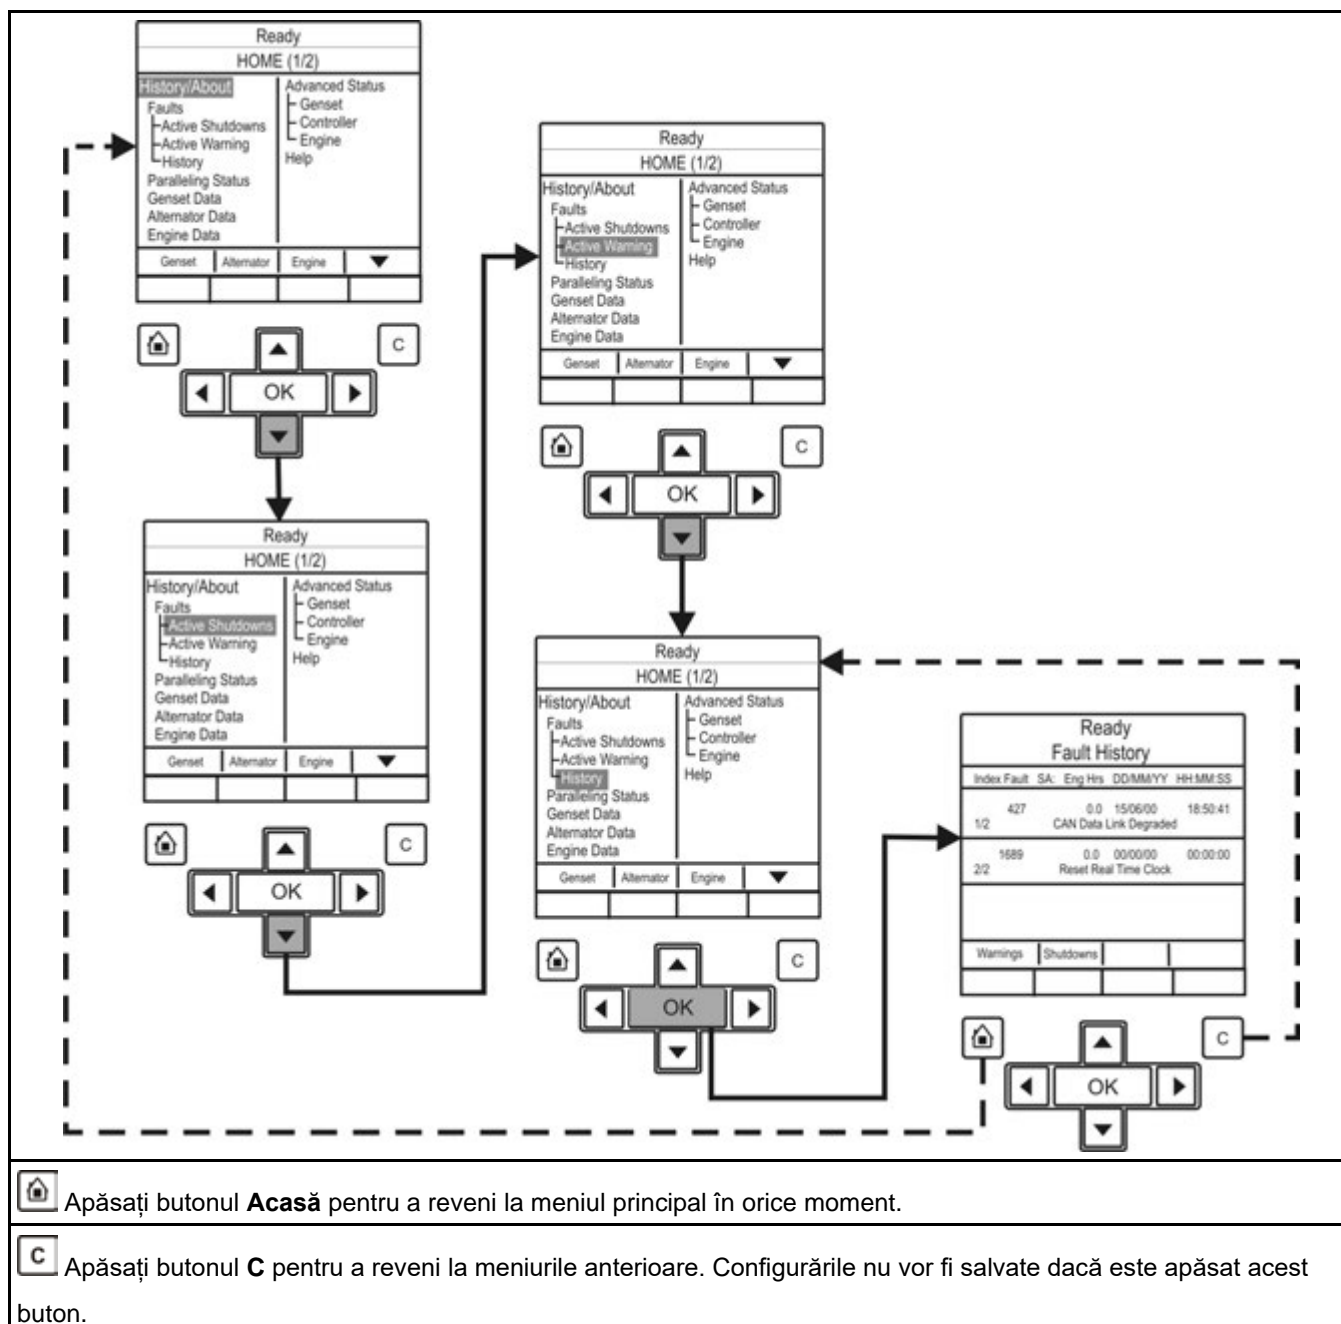 Ready
HOME (1/2)
History/About
Faults
Active Shutdowns
Active Warning
History
Paralleling Status
Genset Data
Alternator Data
Engine Data
Advanced Status
Genset
Controller
Engine
Help
Genset Alternator Engine
C
OK
Ready
HOME (1/2)
History/About
Faults
Active Shutdowns
Active Warning
History
Paralleling Status
Genset Data
Alternator Data
Engine Data
Advanced Status
Genset
Controller
Engine
Help
Genset Alternator Engine
C
OK
Ready
HOME (1/2)
History/About
Faults
Active Shutdowns
Active Warning
History
Paralleling Status
Genset Data
Alternator Data
Engine Data
Advanced Status
Genset
Controller
Engine
Help
Genset Alternator Engine
C
OK
Ready
HOME (1/2)
History/About
Faults
Active Shutdowns
Active Warning
History
Paralleling Status
Genset Data
Alternator Data
Engine Data
Advanced Status
Genset
Controller
Engine
Help
Genset Alternator Engine
C
OK
Ready
Fault History
Index Fault SA: Eng Hrs DD/MM/YY HH:MM:SS
427 0.0 15/06/00 18:50:41
1/2 CAN Data Link Degraded
1689 0.0 00/00/00 00:00:00
2/2 Reset Real Time Clock
Warnings Shutdowns
C
OK
Apăsați butonul Acasă pentru a reveni la meniul principal în orice moment.
C Apăsați butonul C pentru a reveni la meniurile anterioare. Configurările nu vor fi salvate dacă este apăsat acest
buton.